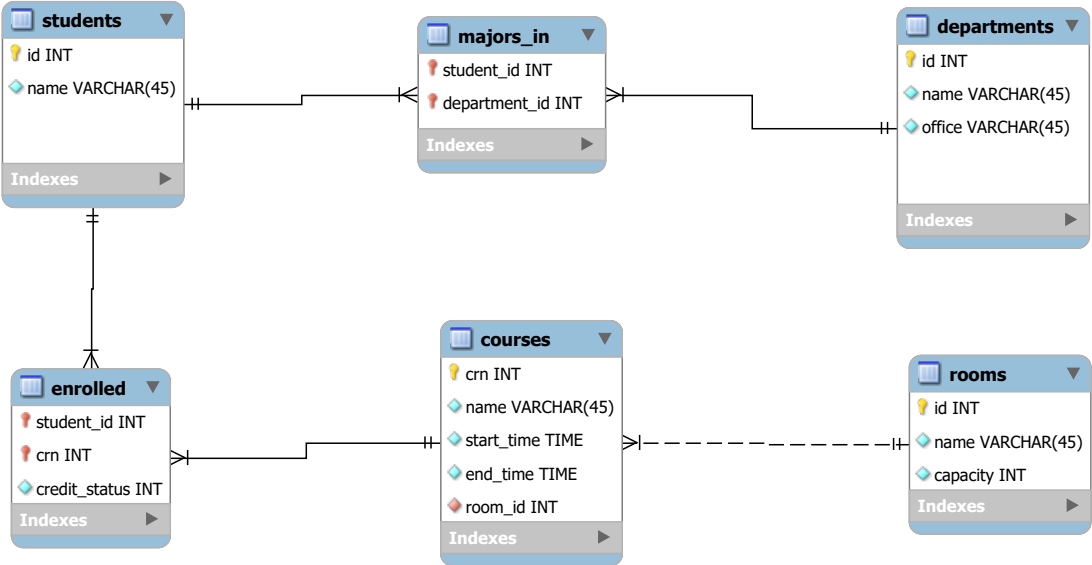 students
id INT
name VARCHAR(45)
Indexes
majors_in
student_id INT
department_id INT
Indexes
departments
id INT
name VARCHAR(45)
office VARCHAR(45)
Indexes
enrolled
student_id INT
crn INT
credit_status INT
Indexes
courses
crn INT
name VARCHAR(45)
start_time TIME
end_time TIME
room_id INT
Indexes
rooms
id INT
name VARCHAR(45)
capacity INT
Indexes